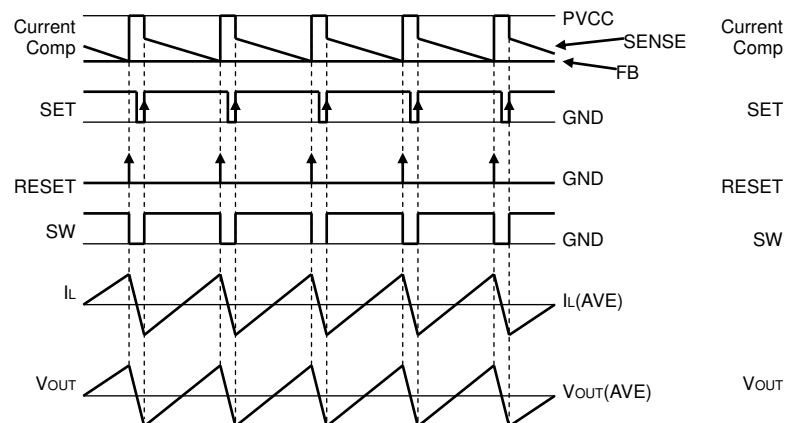 Current
Comp
PVCC
SENSE
FB
SET
GND
RESET
GND
SW
GND
IL
IL(AVE)
VOUT
VOUT(AVE)
Current
Comp
SET
RESET
SW
VOUT